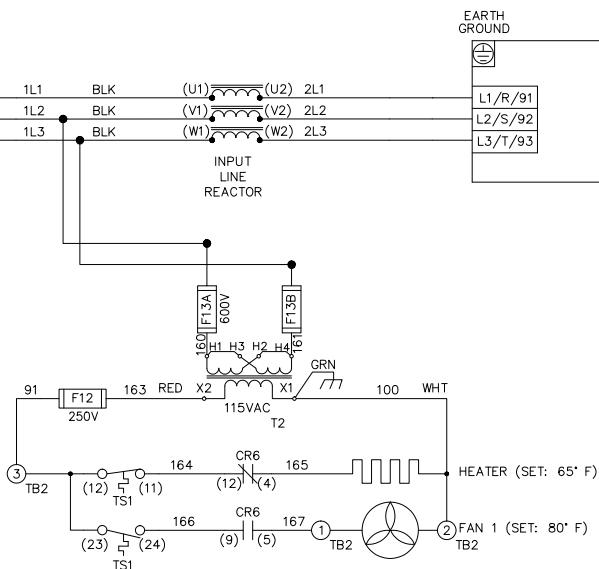 EARTH
GROUND
1L1 BLK (U1) (U2) 2L1 L1/R/91
1L2 BLK (V1) (V2) 2L2 L2/S/92
1L3 BLK (W1) (W2) 2L3 L3/T/93
INPUT
LINE
REACTOR
F13A
600V
F13B
160
161
H1 H3 H2 H4
GRN
91 F12 163 RED X2 X1 100 WHT
250V
115VAC
T2
3
TB2
(12) (11)
TS1
164
CR6
(12) (4)
165
HEATER (SET: 65° F)
(23) (24)
TS1
166
CR6
(9) (5)
167
1
TB2
2
TB2
FAN 1 (SET: 80° F)